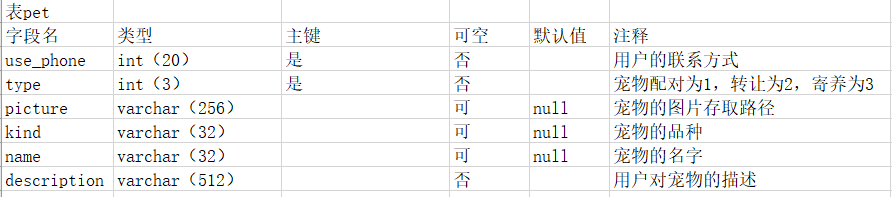 表pet
字段名 类型 主键 可空 默认值 注释
use_phone int（20） 是 否 用户的联系方式
type int（3） 是 否 宠物配对为1，转让为2，寄养为3
picture varchar（256） 可 null 宠物的图片存取路径
kind varchar（32） 可 null 宠物的品种
name varchar（32） 可 null 宠物的名字
description varchar（512） 否 用户对宠物的描述